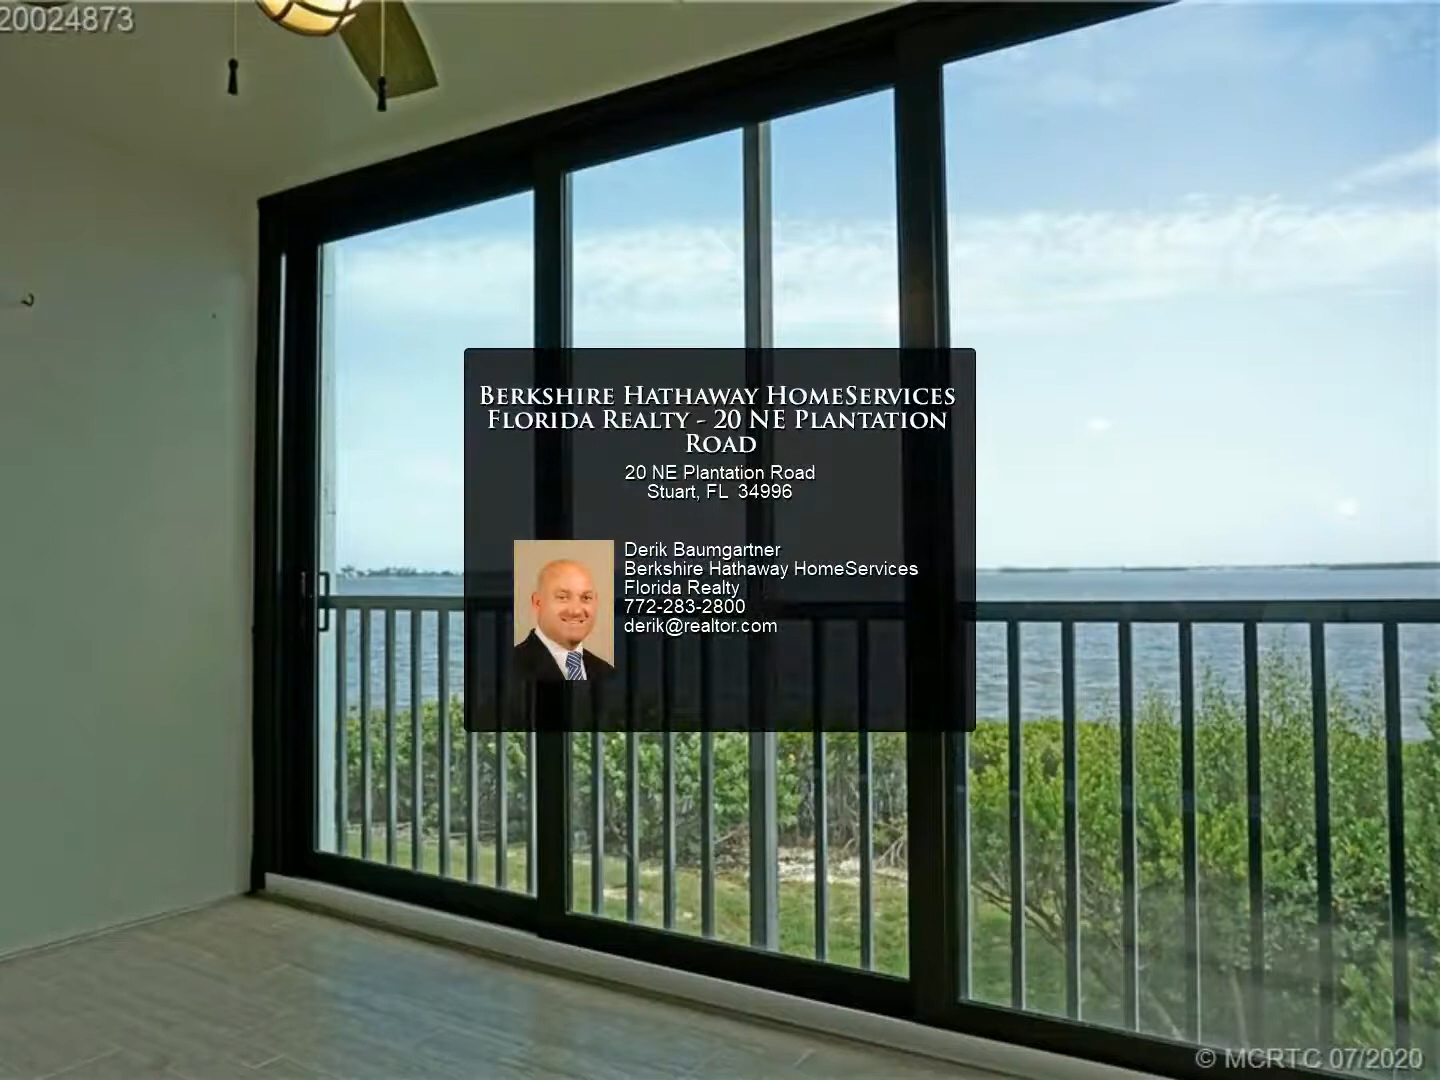 20024873
BERKSHIRE HATHAWAY HOMESERVICES
FLORIDA REALTY - 20 NE PLANTATION
ROAD
20 NE Plantation Road
Stuart, FL 34996
Derik Baumgartner
Berkshire Hathaway HomeServices
Florida Realty
772-283-2800
derik@realtor.com
© MCRTC 07/2020